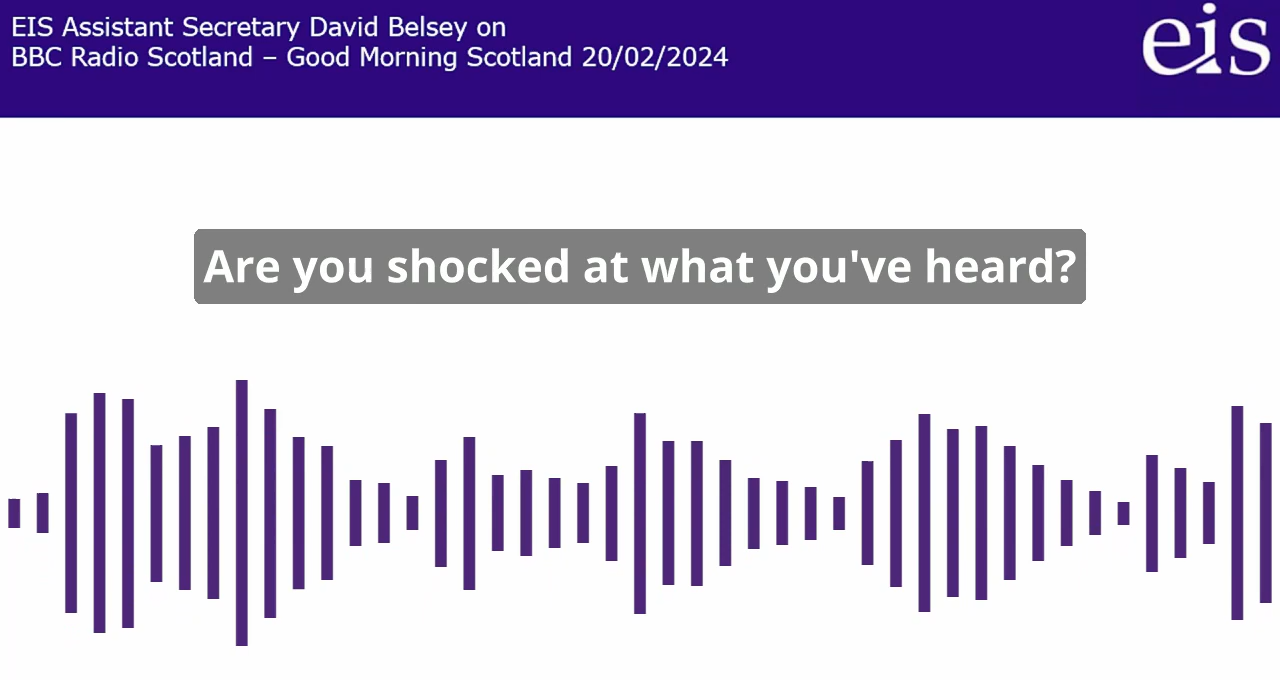 EIS Assistant Secretary David Belsey on
BBC Radio Scotland – Good Morning Scotland 20/02/2024
eis
Are you shocked at what you've heard?